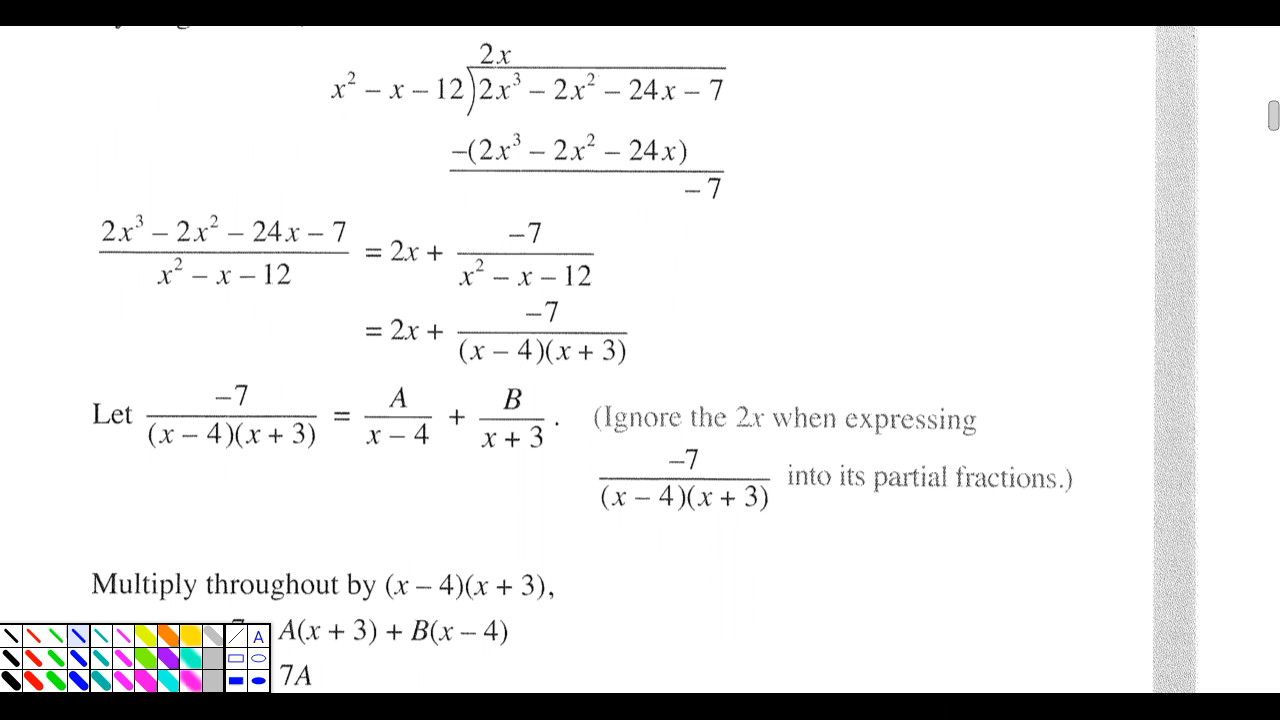 2x
x² – x – 12)2x³ – 2x² – 24x – 7
–(2x³ – 2x² – 24x)
–7
2x³ – 2x² – 24x – 7 / x² – x – 12 = 2x + –7 / x² – x – 12
= 2x + –7 / (x – 4)(x + 3)
Let –7 / (x – 4)(x + 3) = A / x – 4 + B / x + 3 . (Ignore the 2x when expressing
–7 / (x – 4)(x + 3) into its partial fractions.)
Multiply throughout by (x – 4)(x + 3),
A(x + 3) + B(x – 4)
7A
A